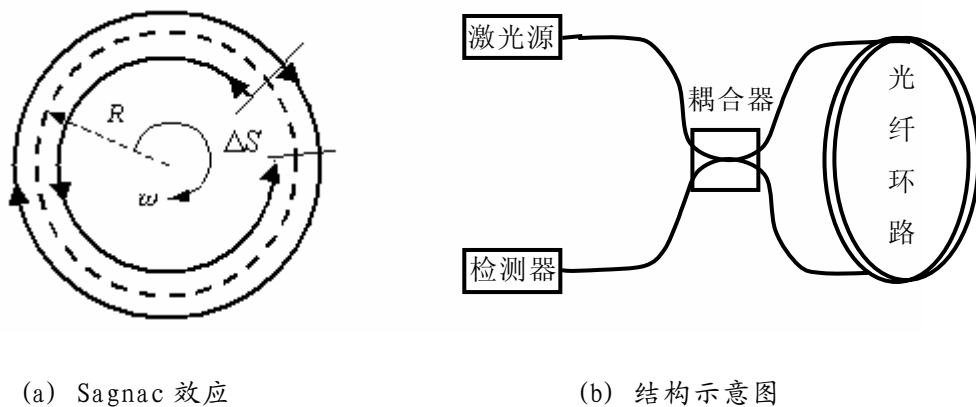 激光源
耦合器
光
纤
环
路
检测器
R
ΔS
w
(a) Sagnac 效应
(b) 结构示意图